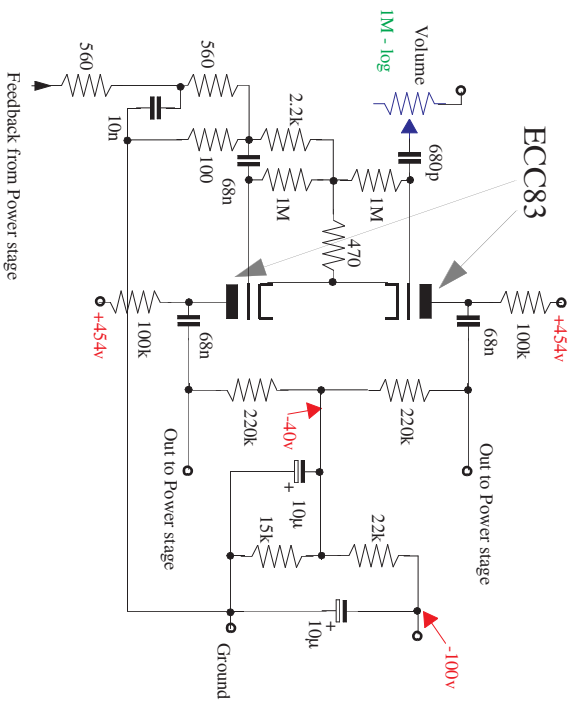 +454v
ECC83
100k
Out to Power stage
68n
-100v
680p
Volume
220k
1M - log
1M
22k
470
10µ
+
2.2k
10µ
+
-40v
1M
15k
220k
68n
Ground
560
100
68n
Out to Power stage
100k
10n
+454v
560
Feedback from Power stage